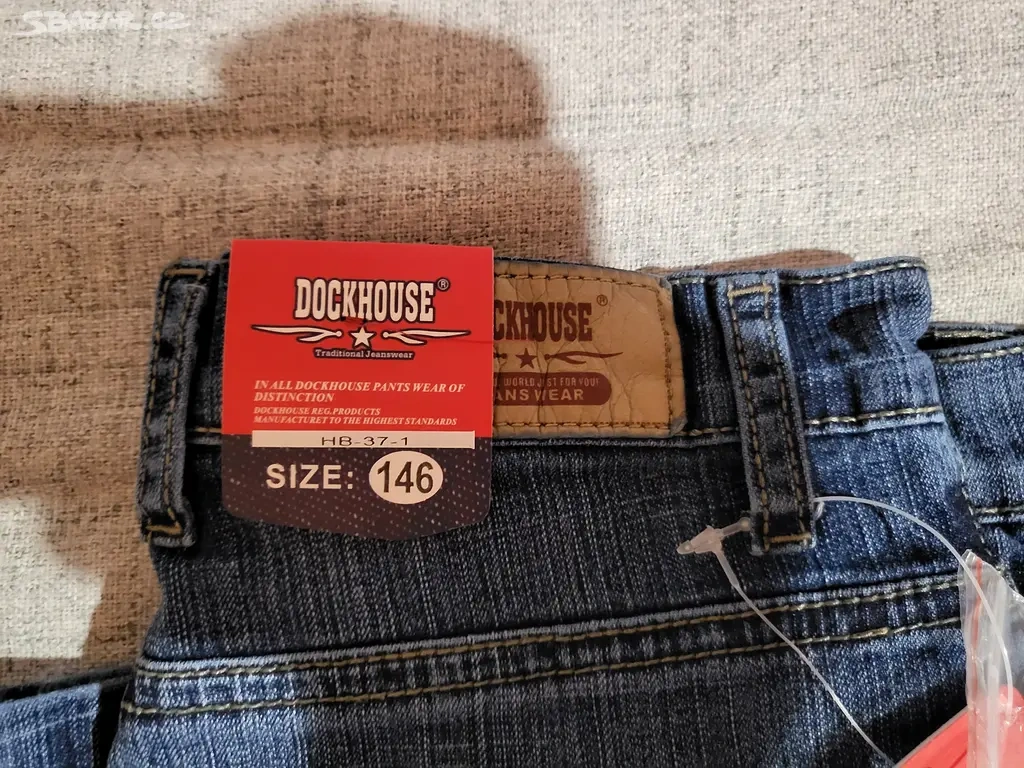 SBAZAR.CZ
DOCKHOUSE®
Traditional Jeanswear
IN ALL DOCKHOUSE PANTS WEAR OF
DISTINCTION
DOCKHOUSE REG.PRODUCTS
MANUFACTURET TO THE HIGHEST STANDARDS
HB-37-1
SIZE: 146
CKHOUSE®
WORLD JUST FOR YOU!
ANS WEAR